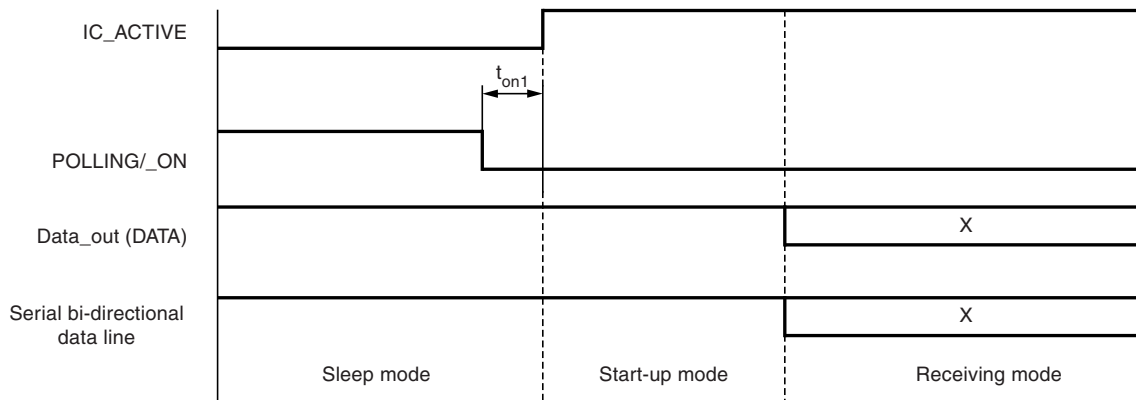 IC_ACTIVE
t_on1
POLLING/_ON
Data_out (DATA)
X
Serial bi-directional
data line
X
Sleep mode
Start-up mode
Receiving mode